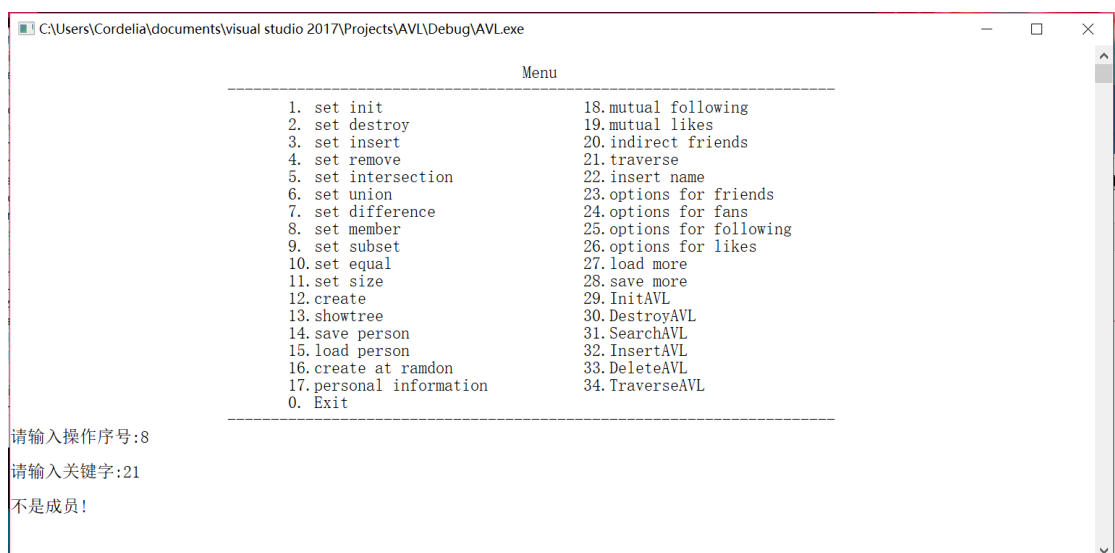 C:\Users\Cordelia\documents\visual studio 2017\Projects\AVL\Debug\AVL.exe
Menu
1. set init 18.mutual following
2. set destroy 19.mutual likes
3. set insert 20.indirect friends
4. set remove 21.traverse
5. set intersection 22.insert name
6. set union 23.options for friends
7. set difference 24.options for fans
8. set member 25.options for following
9. set subset 26.options for likes
10.set equal 27.load more
11.set size 28.save more
12.create 29.InitAVL
13.showtree 30.DestroyAVL
14.save person 31.SearchAVL
15.load person 32.InsertAVL
16.create at ramdon 33.DeleteAVL
17.personal information 34.TraverseAVL
0. Exit
请输入操作序号:8
请输入关键字:21
不是成员!